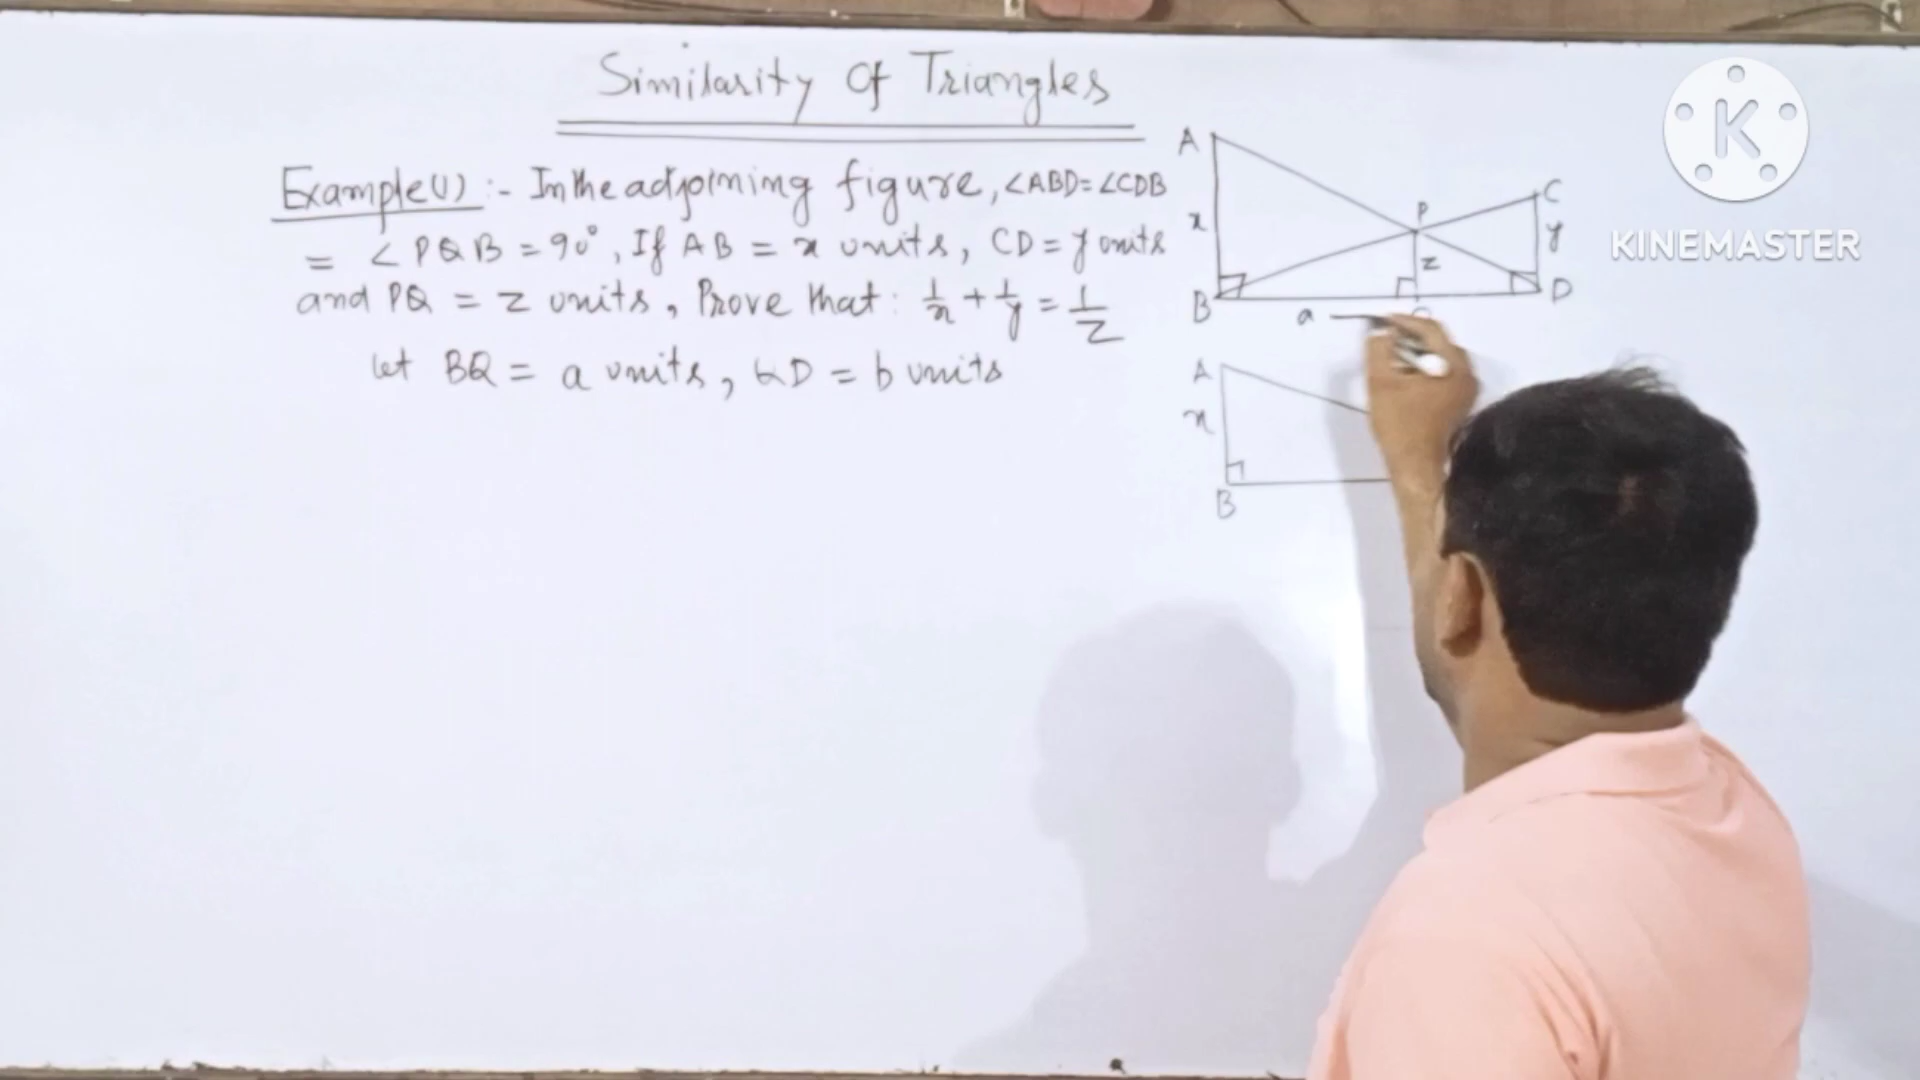 Similarity Of Triangles
Example(1) :- In the adjoining figure, ∠ABD = ∠CDB
= ∠PQB = 90°, If AB = x units, CD = y units
and PQ = z units, Prove that : 1/x + 1/y = 1/z
let BQ = a units, QD = b units
A
C
P
x
y
z
B
D
a
A
x
B
K
KINEMASTER